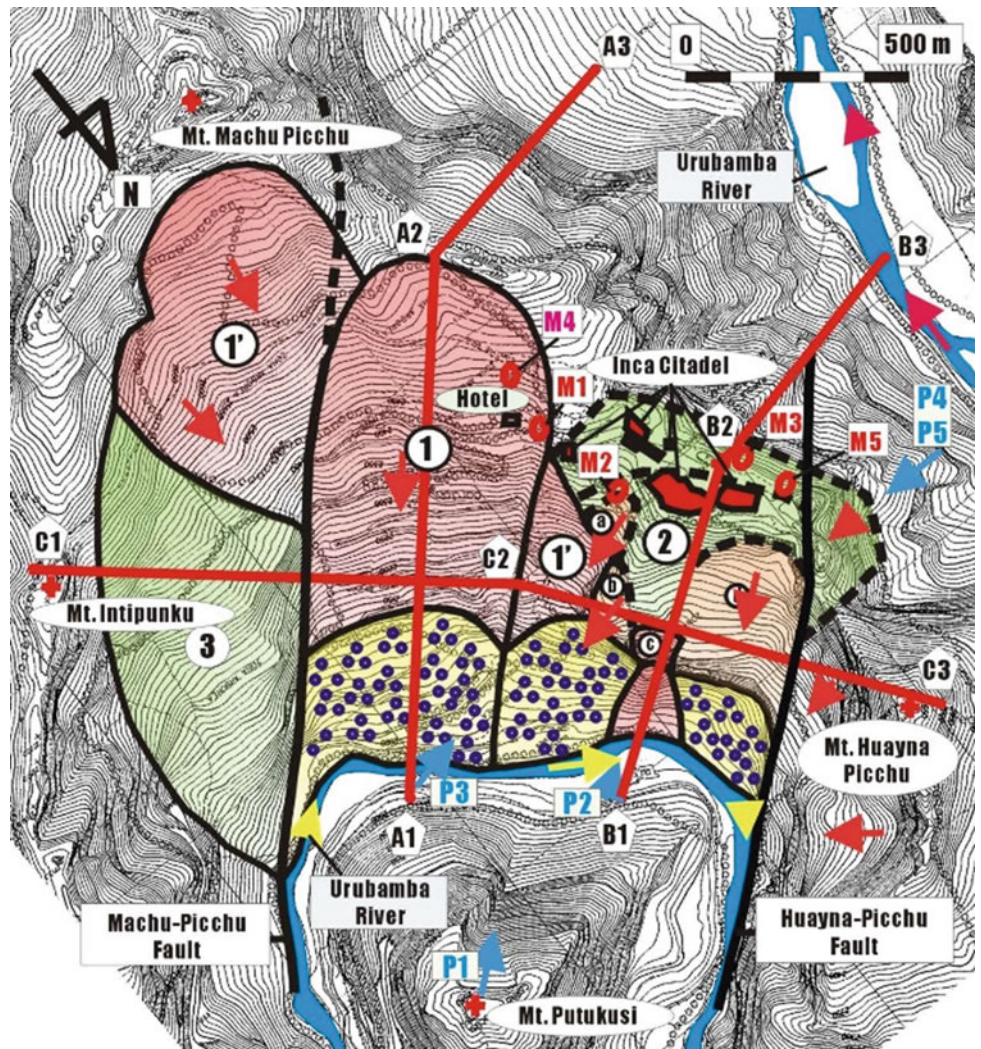 A3
0
500 m
Mt. Machu Picchu
N
Urubamba
River
A2
B3
1'
M4
Inca Citadel
Hotel
M1
B2
M3
P4
P5
1
M2
M5
a
C1
C2
1'
2
b
Mt. Intipunku
3
c
C3
Mt. Huayna
Picchu
P3
P2
A1
B1
Urubamba
River
Machu-Picchu
Fault
Huayna-Picchu
Fault
P1
Mt. Putukusi